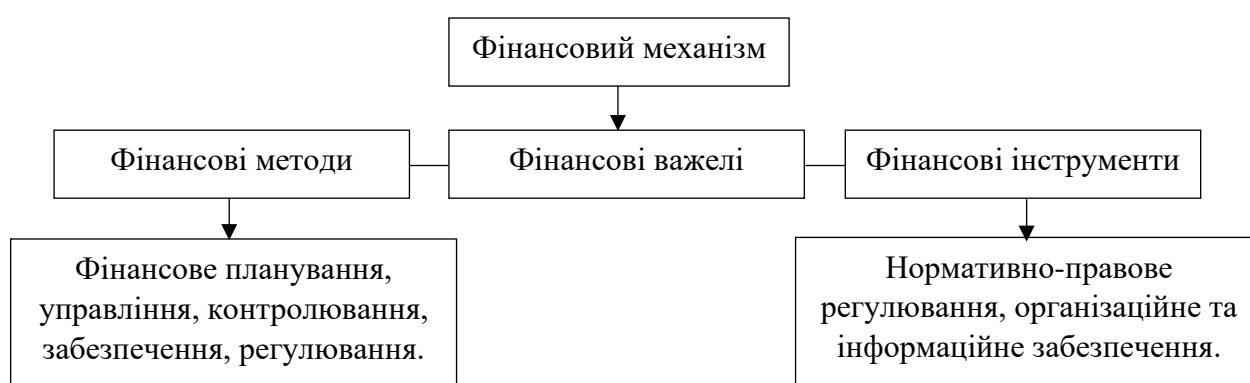 Фінансовий механізм
Фінансові методи
Фінансові важелі
Фінансові інструменти
Фінансове планування,
управління, контролювання,
забезпечення, регулювання.
Нормативно-правове
регулювання, організаційне та
інформаційне забезпечення.